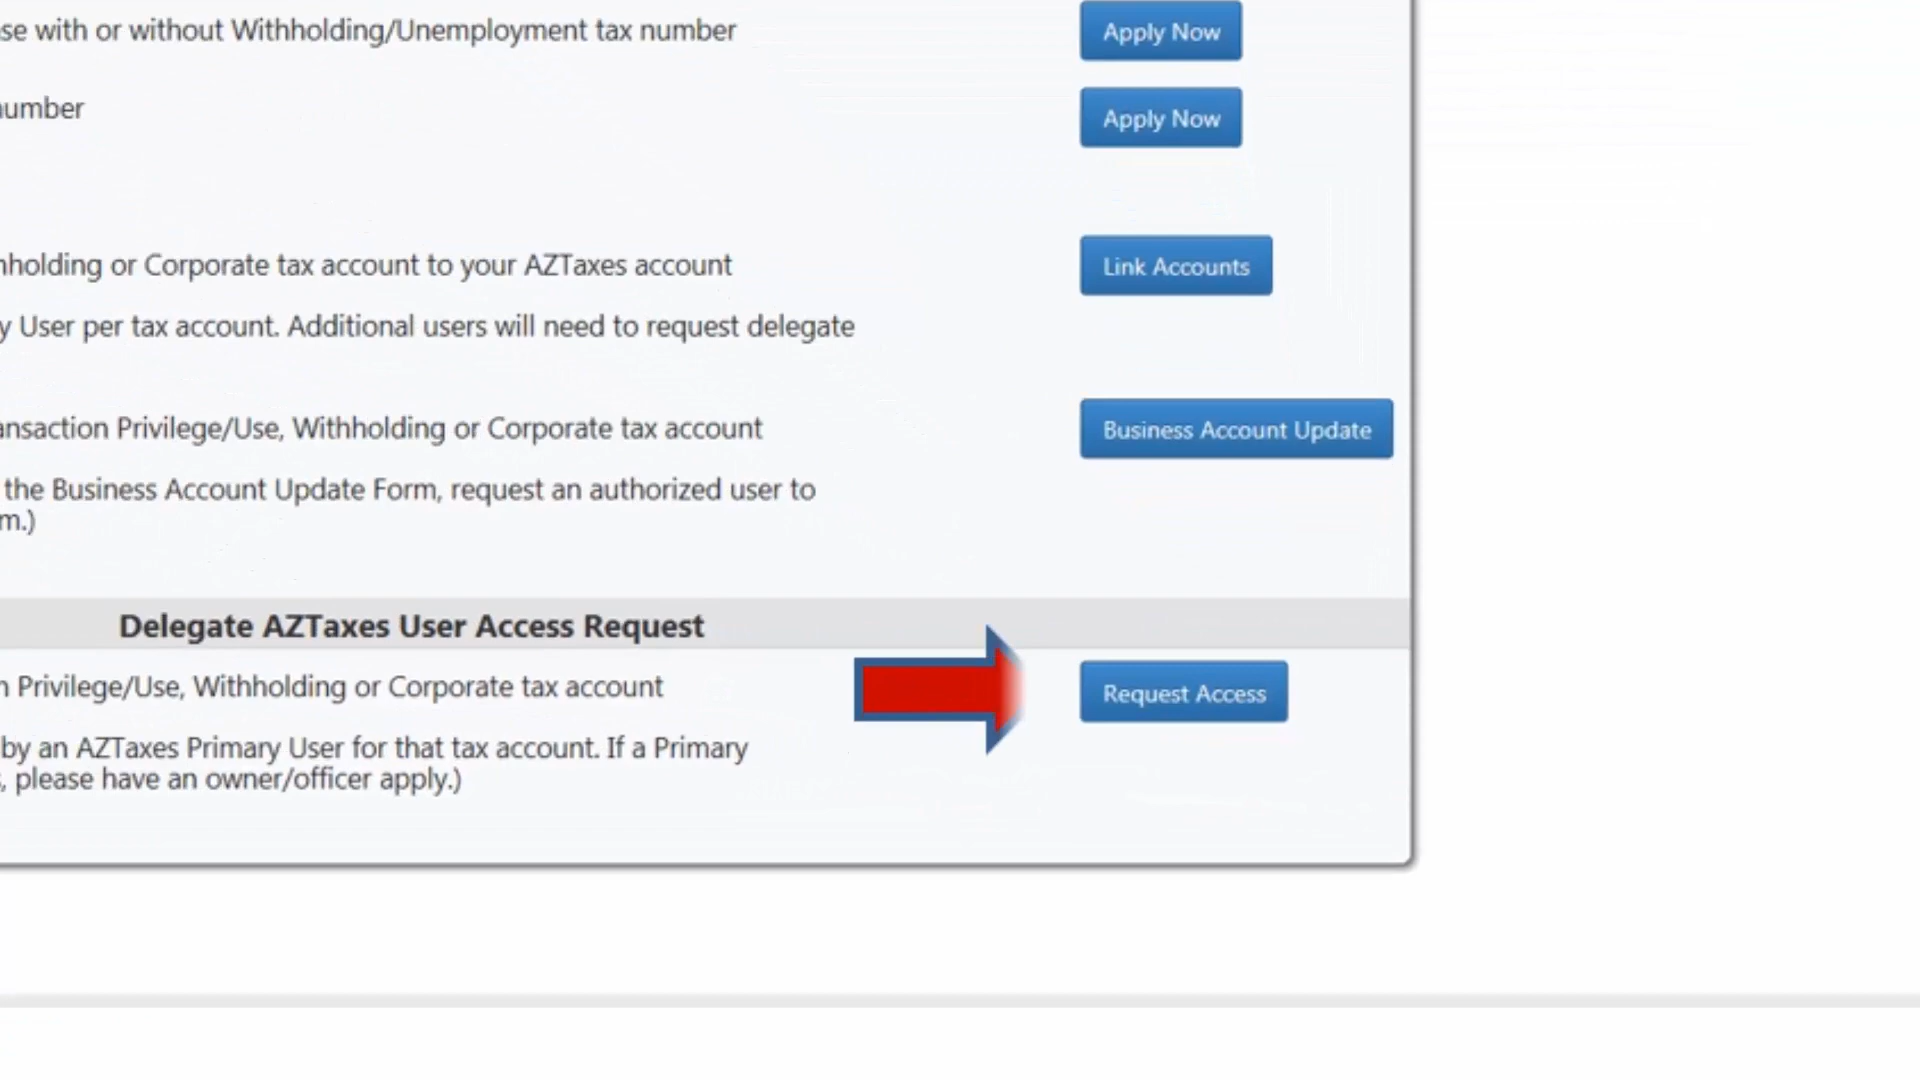 se with or without Withholding/Unemployment tax number
Apply Now
number
Apply Now
hholding or Corporate tax account to your AZTaxes account
Link Accounts
y User per tax account. Additional users will need to request delegate
ansaction Privilege/Use, Withholding or Corporate tax account
Business Account Update
the Business Account Update Form, request an authorized user to
m.)
Delegate AZTaxes User Access Request
n Privilege/Use, Withholding or Corporate tax account
Request Access
by an AZTaxes Primary User for that tax account. If a Primary
, please have an owner/officer apply.)